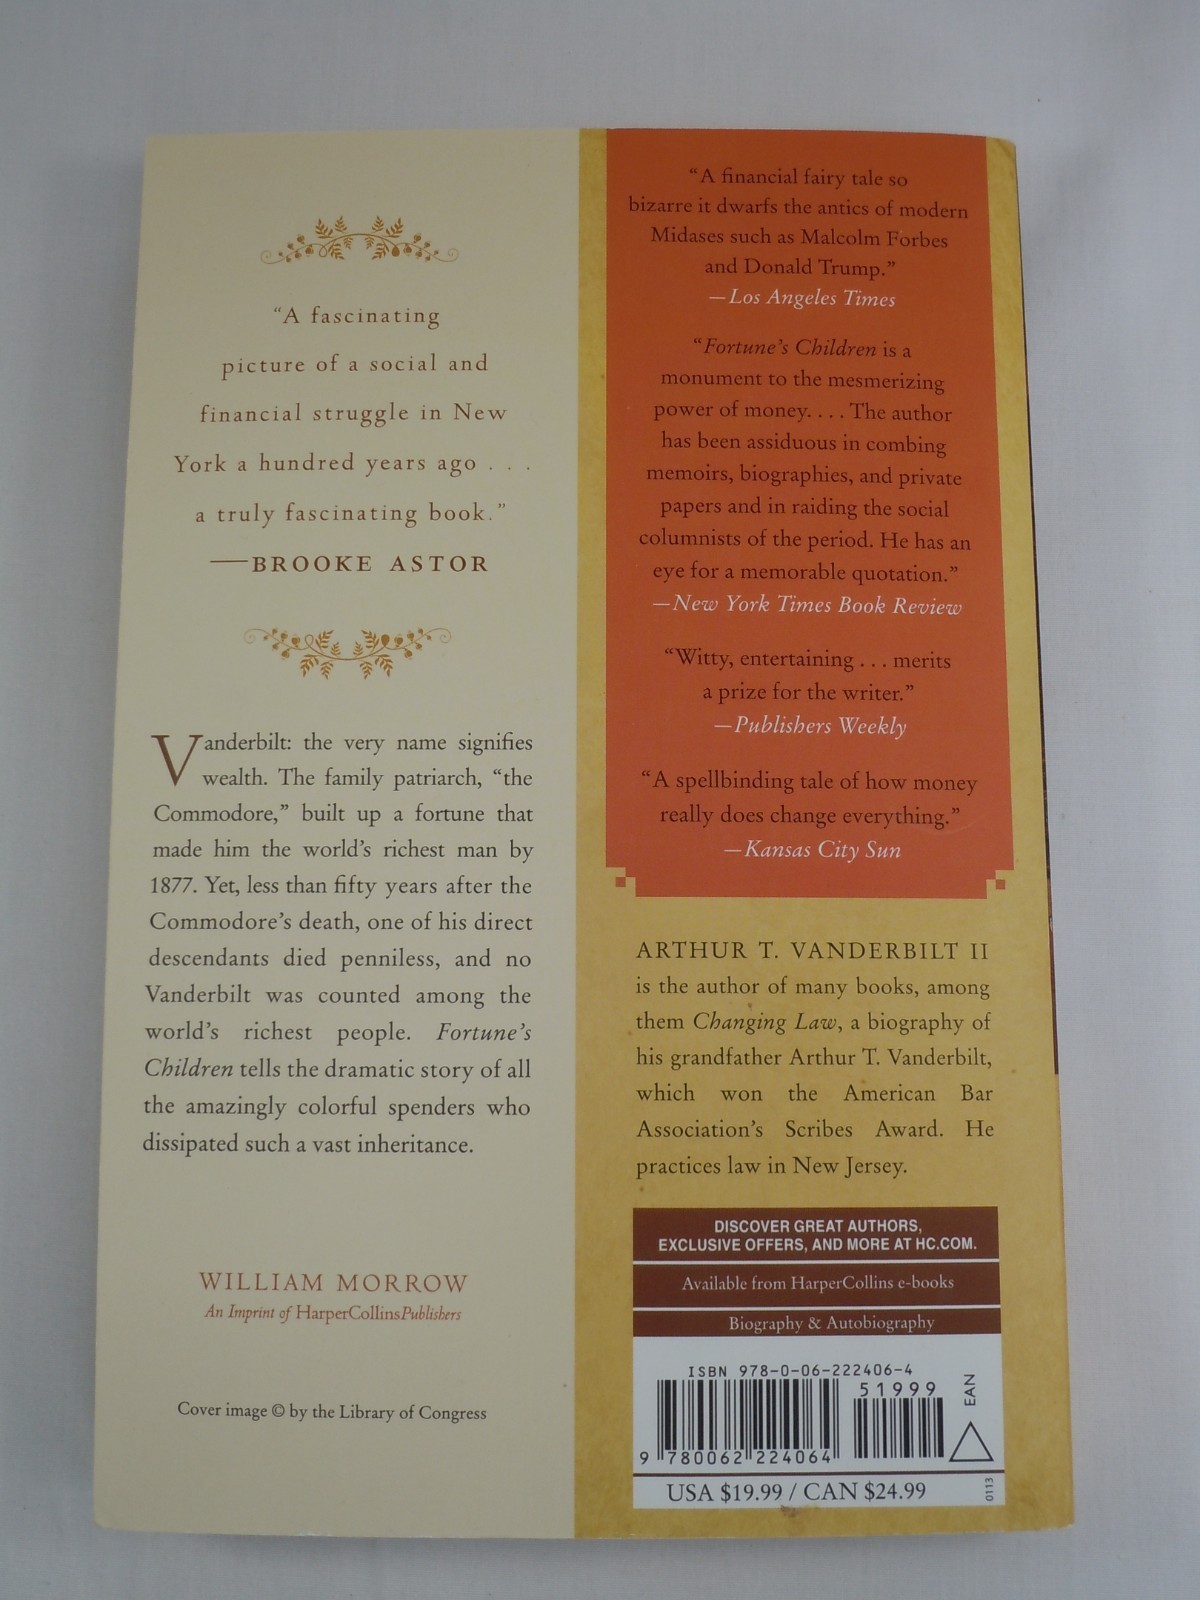 “A fascinating
picture of a social and
financial struggle in New
York a hundred years ago . . .
a truly fascinating book.”
—BROOKE ASTOR
Vanderbilt: the very name signifies
wealth. The family patriarch, “the
Commodore,” built up a fortune that
made him the world’s richest man by
1877. Yet, less than fifty years after the
Commodore’s death, one of his direct
descendants died penniless, and no
Vanderbilt was counted among the
world’s richest people. Fortune’s
Children tells the dramatic story of all
the amazingly colorful spenders who
dissipated such a vast inheritance.
WILLIAM MORROW
An Imprint of HarperCollinsPublishers
Cover image © by the Library of Congress
“A financial fairy tale so
bizarre it dwarfs the antics of modern
Midases such as Malcolm Forbes
and Donald Trump.”
—Los Angeles Times
“Fortune’s Children is a
monument to the mesmerizing
power of money. . . . The author
has been assiduous in combing
memoirs, biographies, and private
papers and in raiding the social
columnists of the period. He has an
eye for a memorable quotation.”
—New York Times Book Review
“Witty, entertaining . . . merits
a prize for the writer.”
—Publishers Weekly
“A spellbinding tale of how money
really does change everything.”
—Kansas City Sun
ARTHUR T. VANDERBILT II
is the author of many books, among
them Changing Law, a biography of
his grandfather Arthur T. Vanderbilt,
which won the American Bar
Association’s Scribes Award. He
practices law in New Jersey.
DISCOVER GREAT AUTHORS,
EXCLUSIVE OFFERS, AND MORE AT HC.COM.
Available from HarperCollins e-books
Biography & Autobiography
ISBN 978-0-06-222406-4
51999
EAN
9 780062 224064
USA $19.99 / CAN $24.99
0113